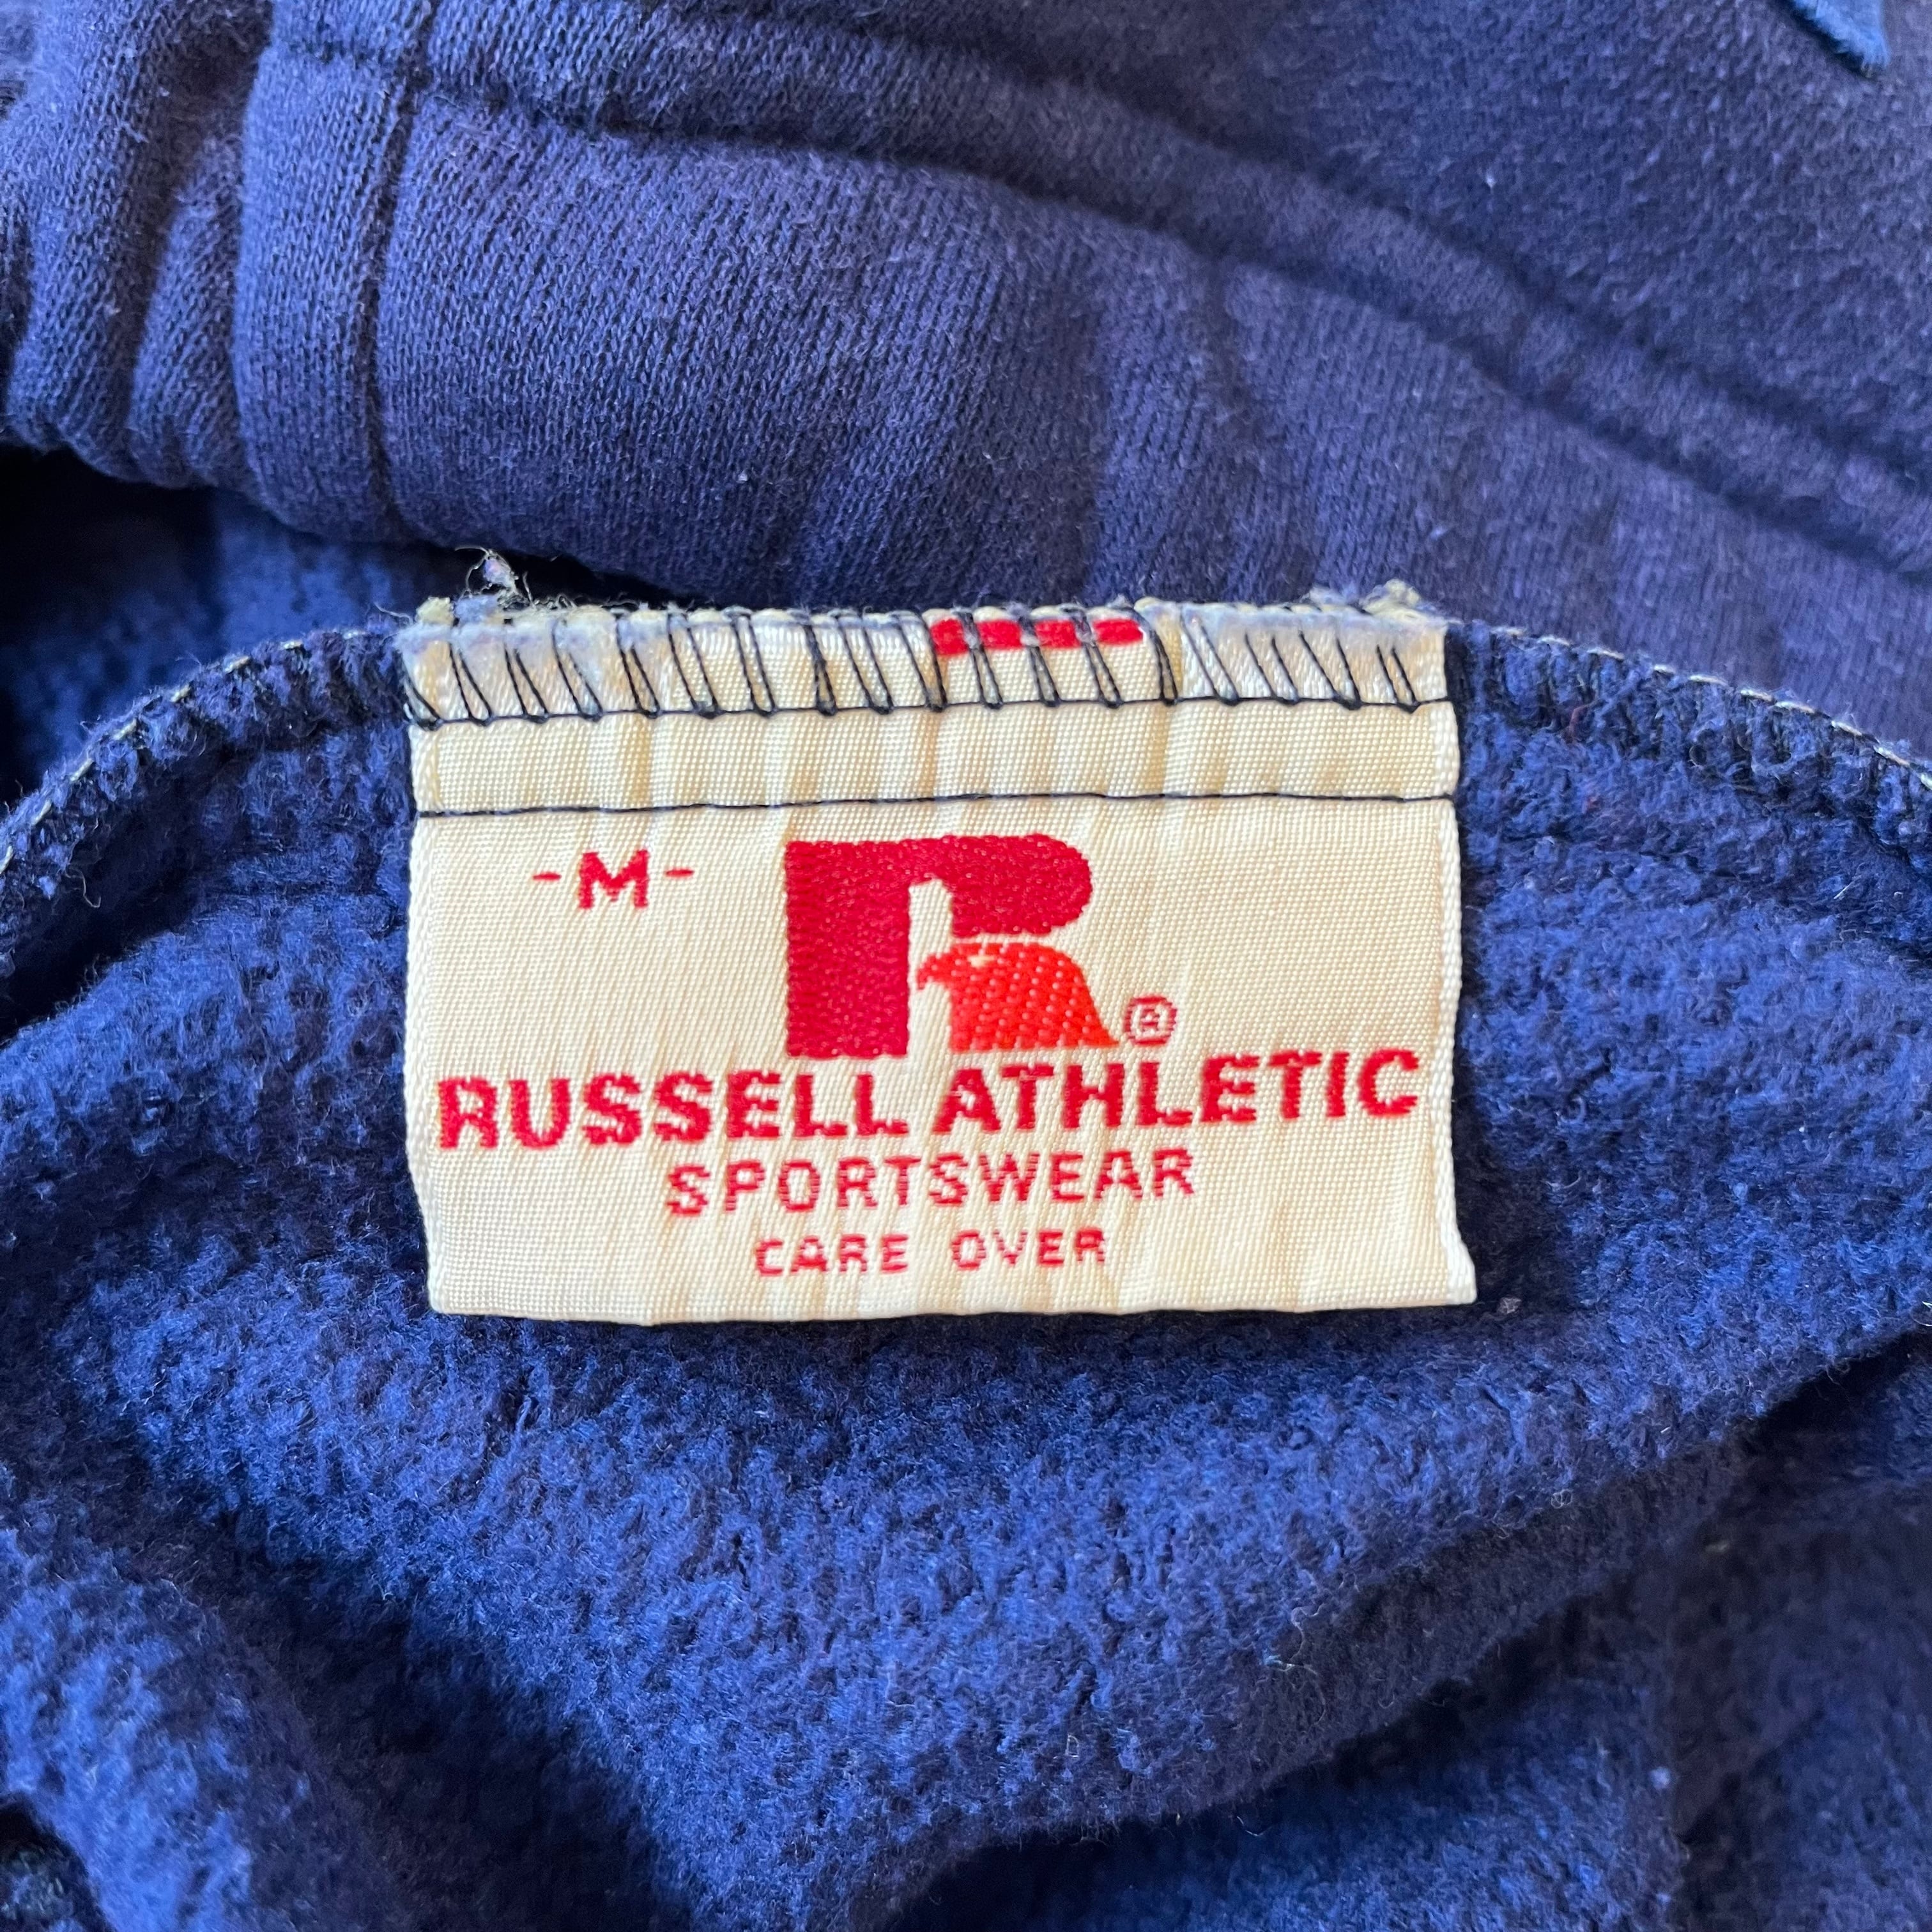 -M-
R ®
RUSSELL ATHLETIC
SPORTSWEAR
CARE OVER